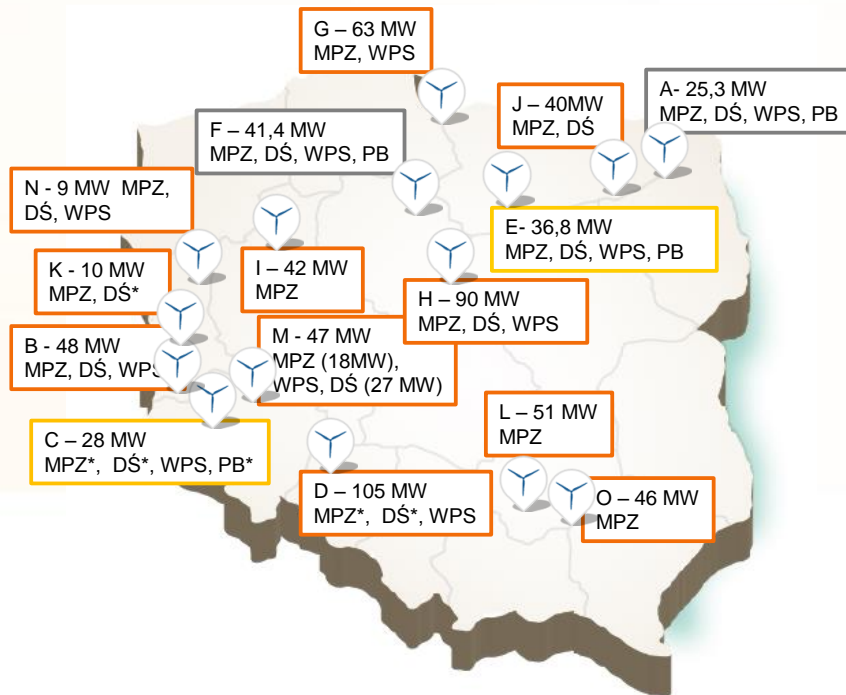 G – 63 MW
MPZ, WPS
J – 40MW
MPZ, DŚ
A- 25,3 MW
MPZ, DŚ, WPS, PB
F – 41,4 MW
MPZ, DŚ, WPS, PB
N - 9 MW MPZ,
DŚ, WPS
E- 36,8 MW
MPZ, DŚ, WPS, PB
K - 10 MW
MPZ, DŚ*
I – 42 MW
MPZ
H – 90 MW
MPZ, DŚ, WPS
B – 48 MW
MPZ, DŚ, WPS
M - 47 MW
MPZ (18MW),
WPS, DŚ (27 MW)
C – 28 MW
MPZ*, DŚ*, WPS, PB*
L – 51 MW
MPZ
D – 105 MW
MPZ*, DŚ*, WPS
O – 46 MW
MPZ